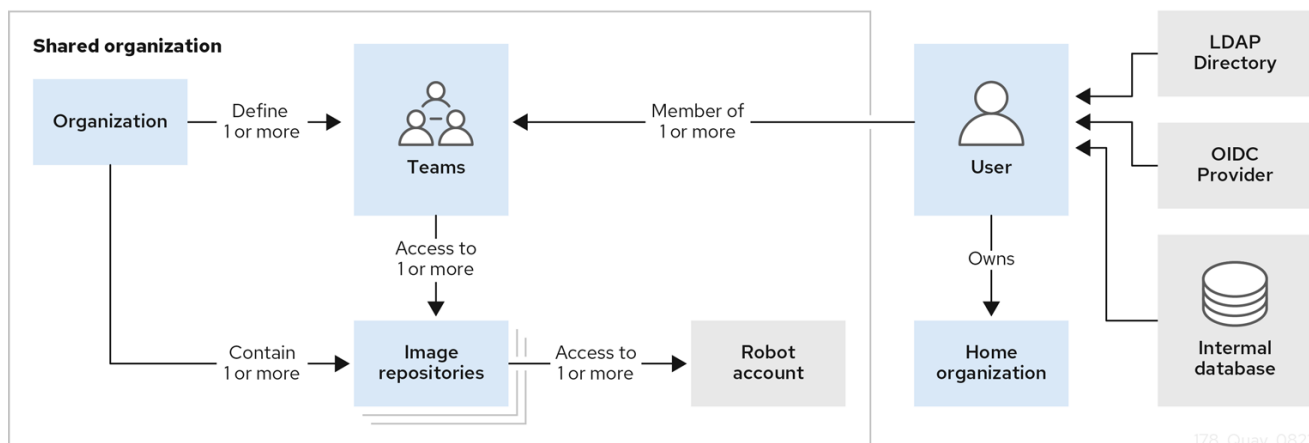 Shared organization
Organization
Define
1 or more
Teams
Member of
1 or more
User
LDAP
Directory
OIDC
Provider
Access to
1 or more
Owns
Contain
1 or more
Image
repositories
Access to
1 or more
Robot
account
Home
organization
Intermal
database
178_Quay_082